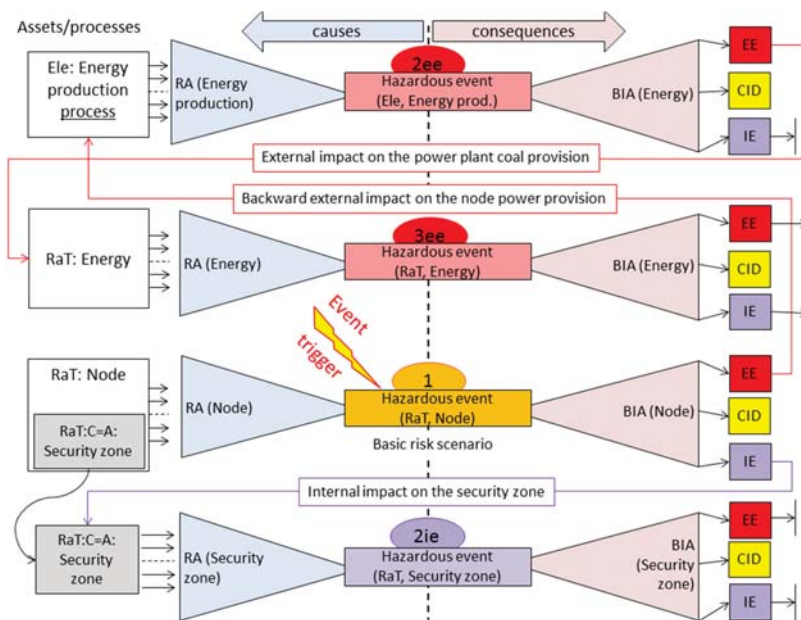 Assets/processes
causes
consequences
Ele: Energy
production
process
RA (Energy
production)
2ee
Hazardous event
(Ele, Energy prod.)
BIA (Energy)
EE
CID
IE
External impact on the power plant coal provision
Backward external impact on the node power provision
RaT: Energy
RA (Energy)
3ee
Hazardous event
(RaT, Energy)
BIA (Energy)
EE
CID
IE
Event
trigger
RaT: Node
RaT:C=A:
Security zone
RA (Node)
1
Hazardous event
(RaT, Node)
Basic risk scenario
BIA (Node)
EE
CID
IE
Internal impact on the security zone
RaT:C=A:
Security
zone
RA (Security
zone)
2ie
Hazardous event
(RaT, Security zone)
BIA
(Security
zone)
EE
CID
IE